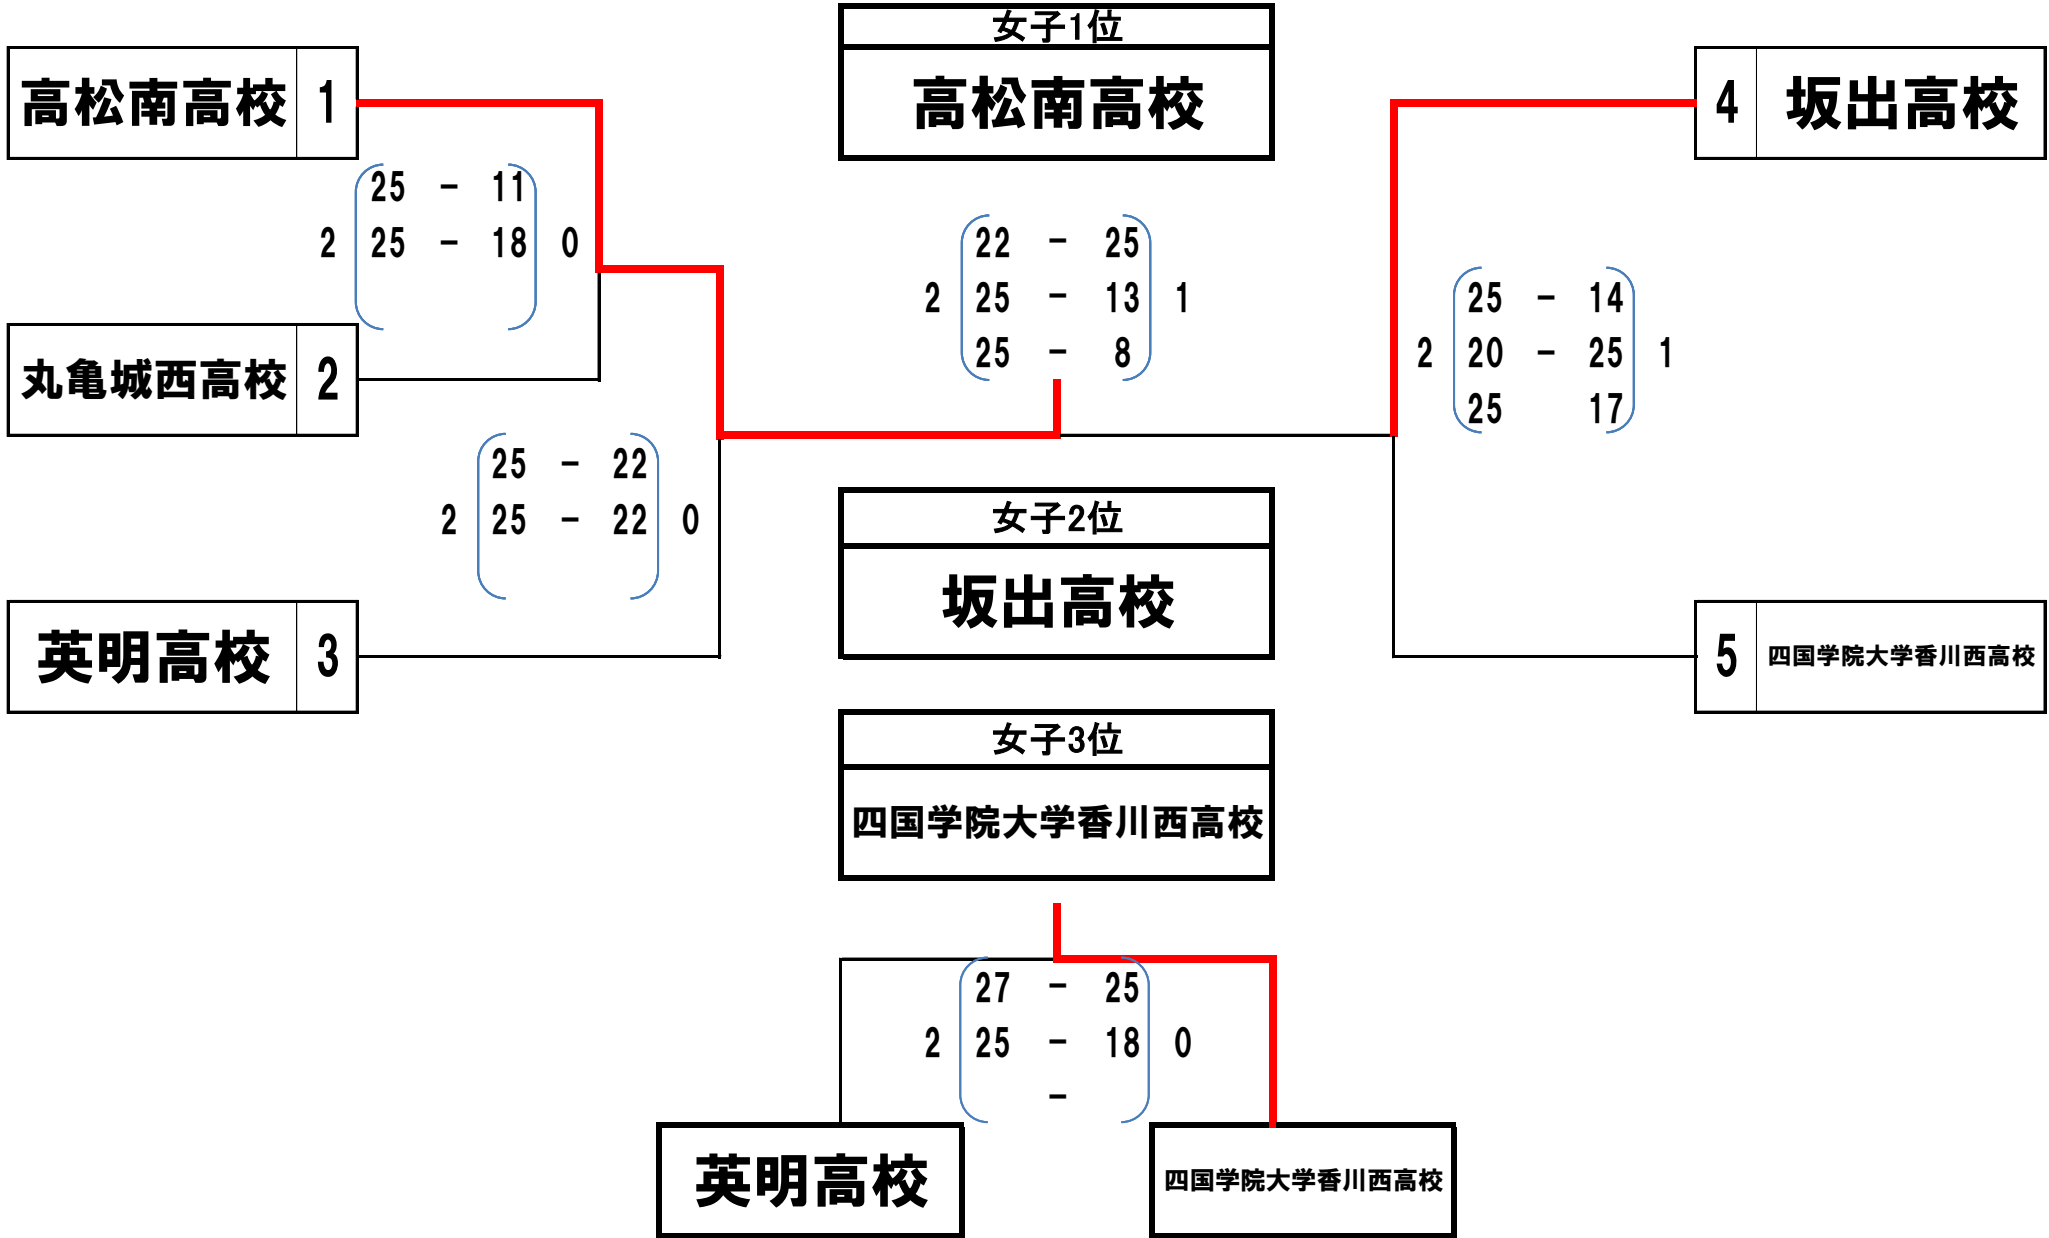 女子1位
高松南高校
高松南高校 1
4 坂出高校
25 - 11
2 25 - 18 0
22 - 25
2 25 - 13 1
25 - 8
25 - 14
2 20 - 25 1
25 17
丸亀城西高校 2
25 - 22
2 25 - 22 0
女子2位
坂出高校
英明高校 3
5 四国学院大学香川西高校
女子3位
四国学院大学香川西高校
27 - 25
2 25 - 18 0
-
英明高校
四国学院大学香川西高校